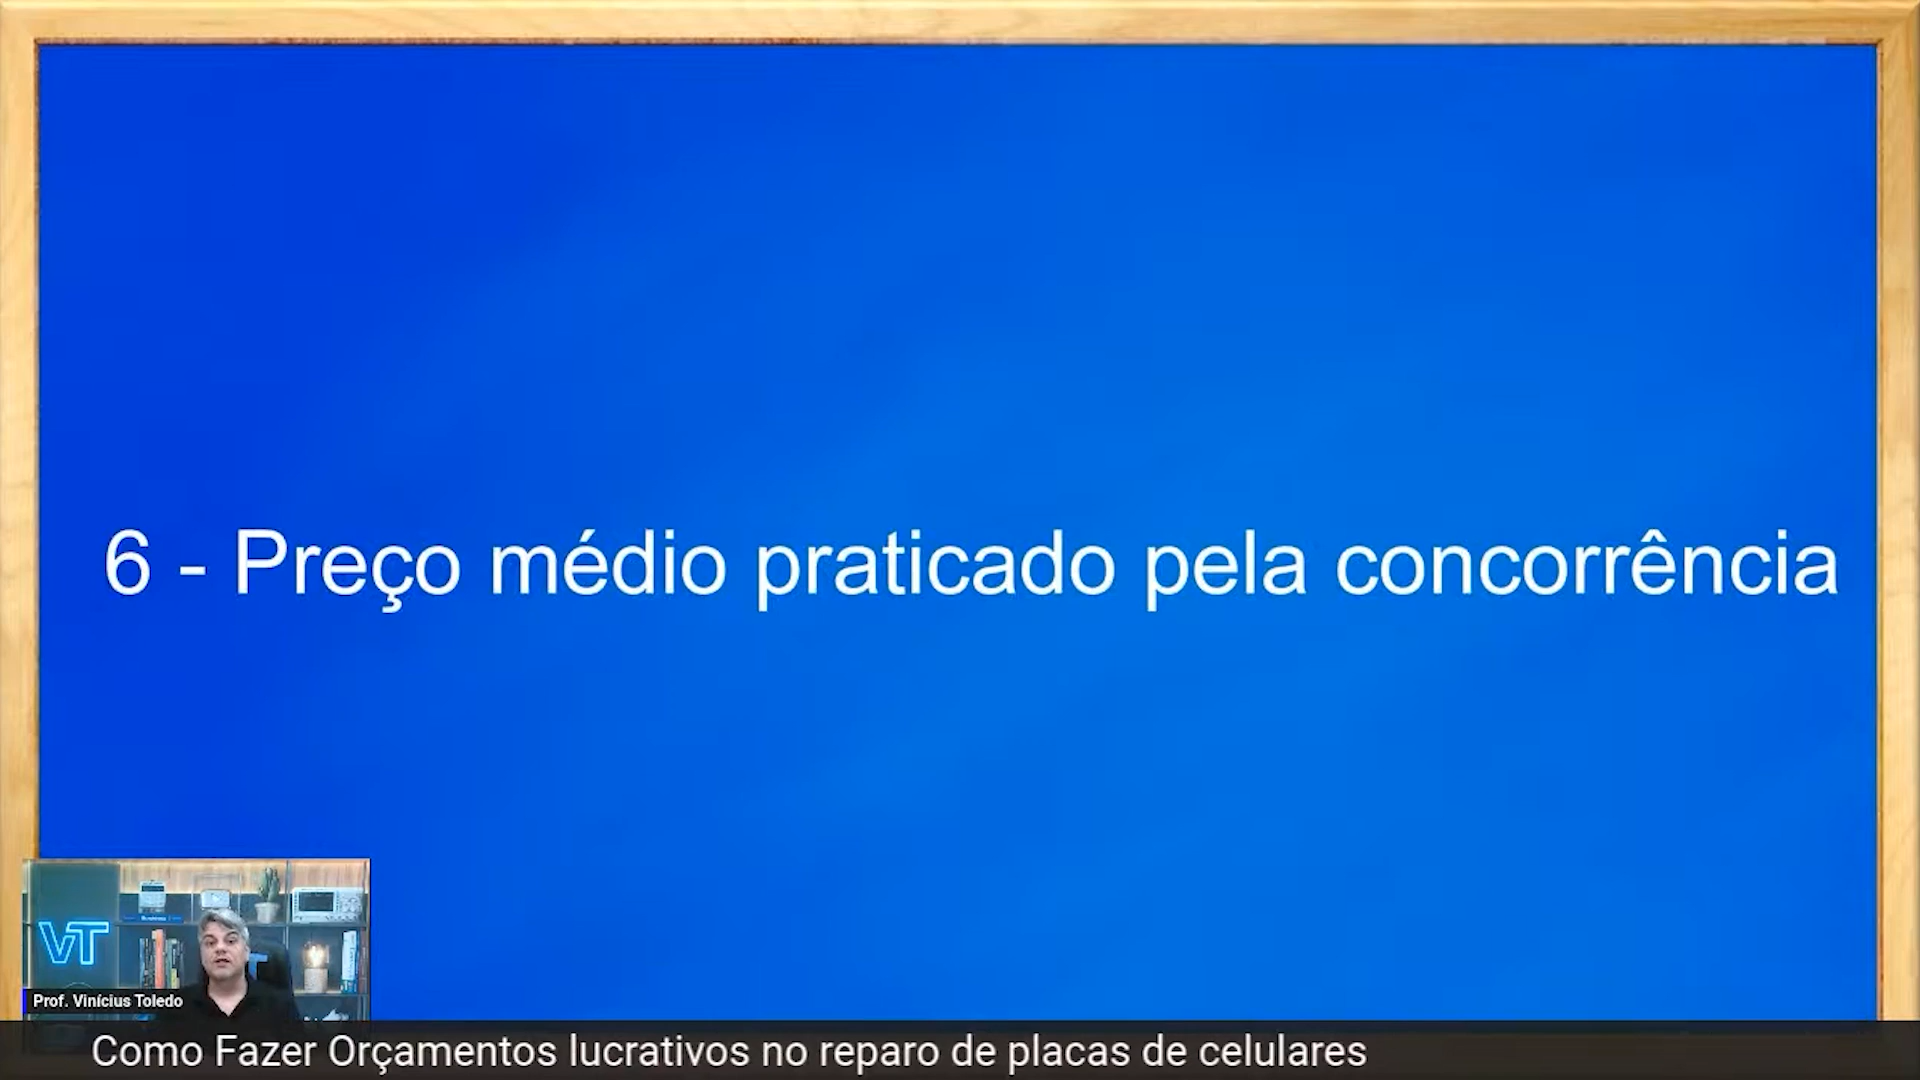 6 - Preço médio praticado pela concorrência
VT
Prof. Vinícius Toledo
Como Fazer Orçamentos lucrativos no reparo de placas de celulares